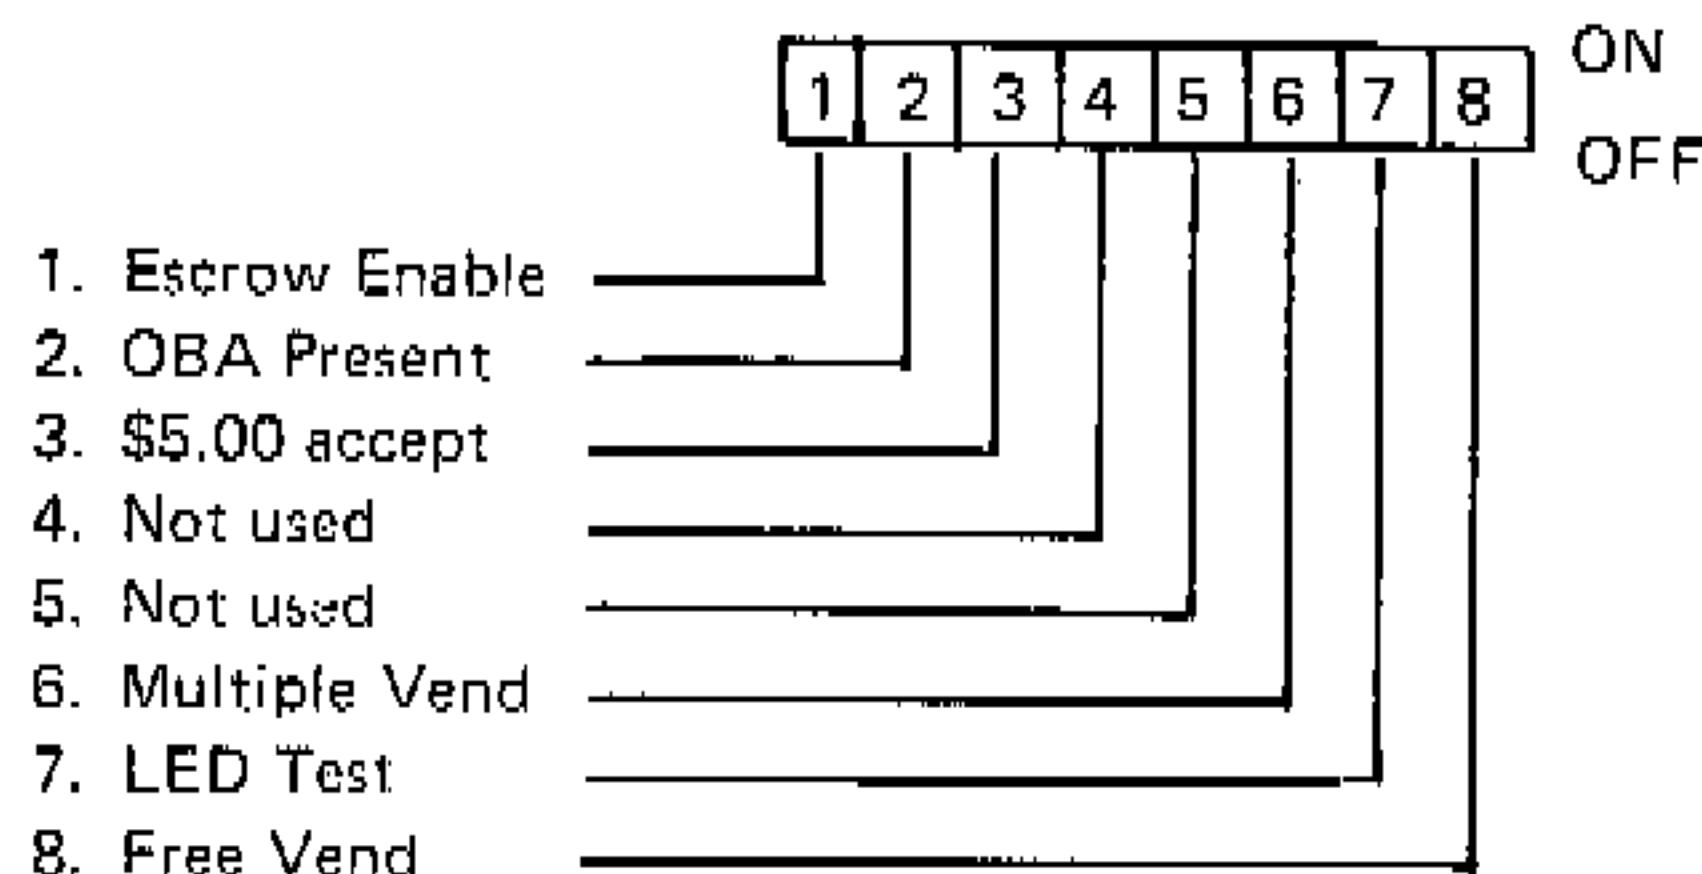 1 2 3 4 5 6 7 8 ON
OFF
1. Escrow Enable
2. OBA Present
3. $5.00 accept
4. Not used
5. Not used
6. Multiple Vend
7. LED Test
8. Free Vend